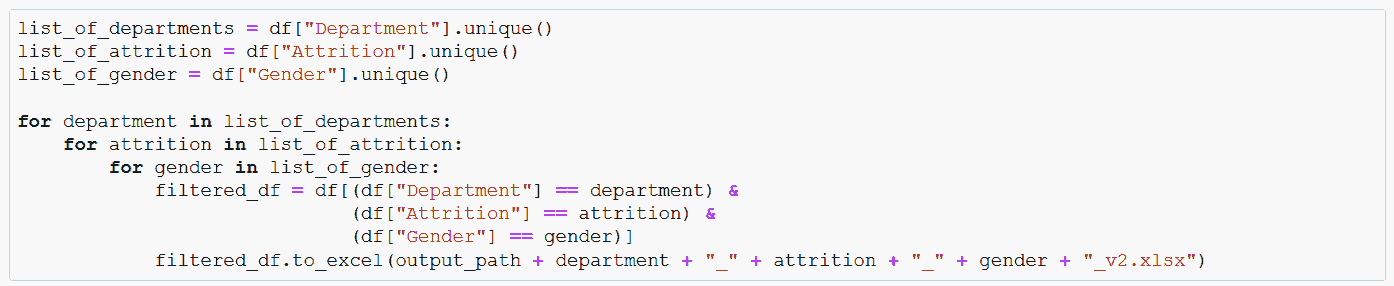 list_of_departments = df["Department"].unique()
list_of_attrition = df["Attrition"].unique()
list_of_gender = df["Gender"].unique()

for department in list_of_departments:
    for attrition in list_of_attrition:
        for gender in list_of_gender:
            filtered_df = df[(df["Department"] == department) &
                             (df["Attrition"] == attrition) &
                             (df["Gender"] == gender)]
            filtered_df.to_excel(output_path + department + "_" + attrition + "_" + gender + "_v2.xlsx")